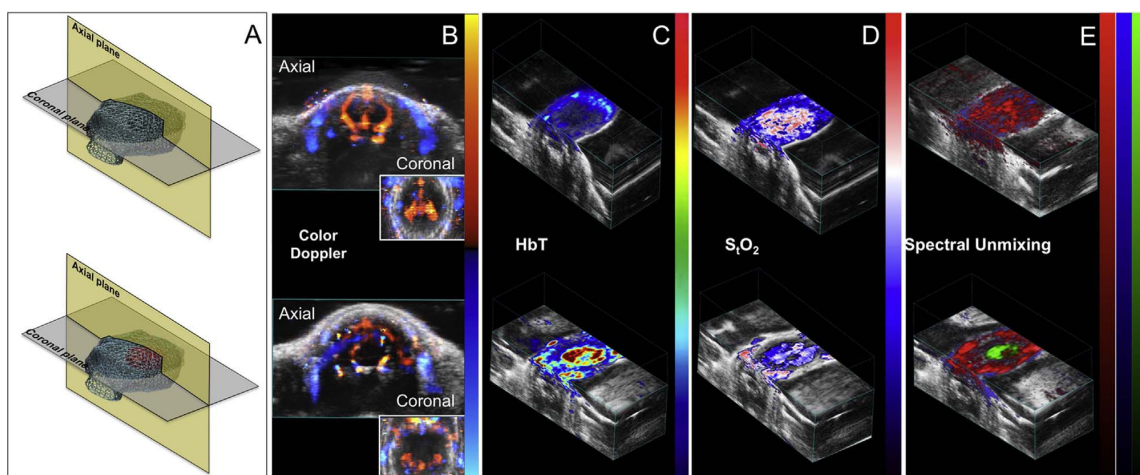 A
Axial plane
Coronal plane
Axial plane
Coronal plane
B
Axial
Coronal
Color
Doppler
Axial
Coronal
C
HbT
D
StO2
E
Spectral Unmixing